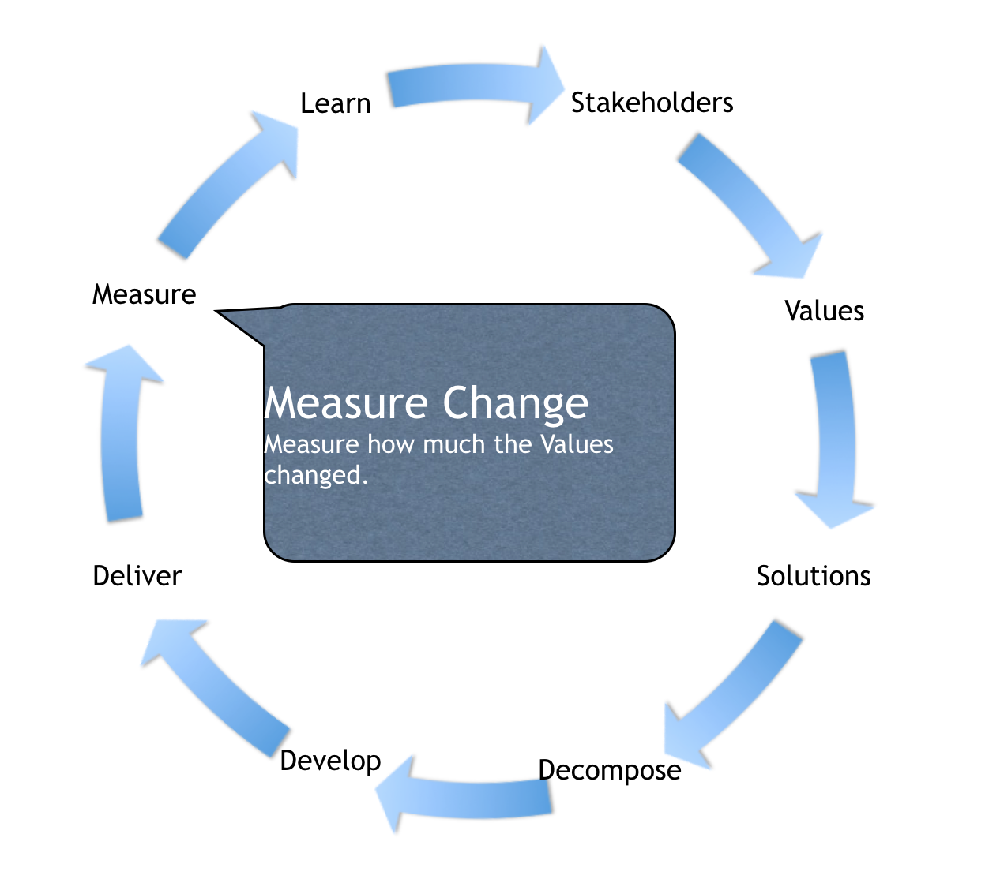 Learn
Stakeholders
Measure
Values
Measure Change
Measure how much the Values
changed.
Deliver
Solutions
Develop
Decompose